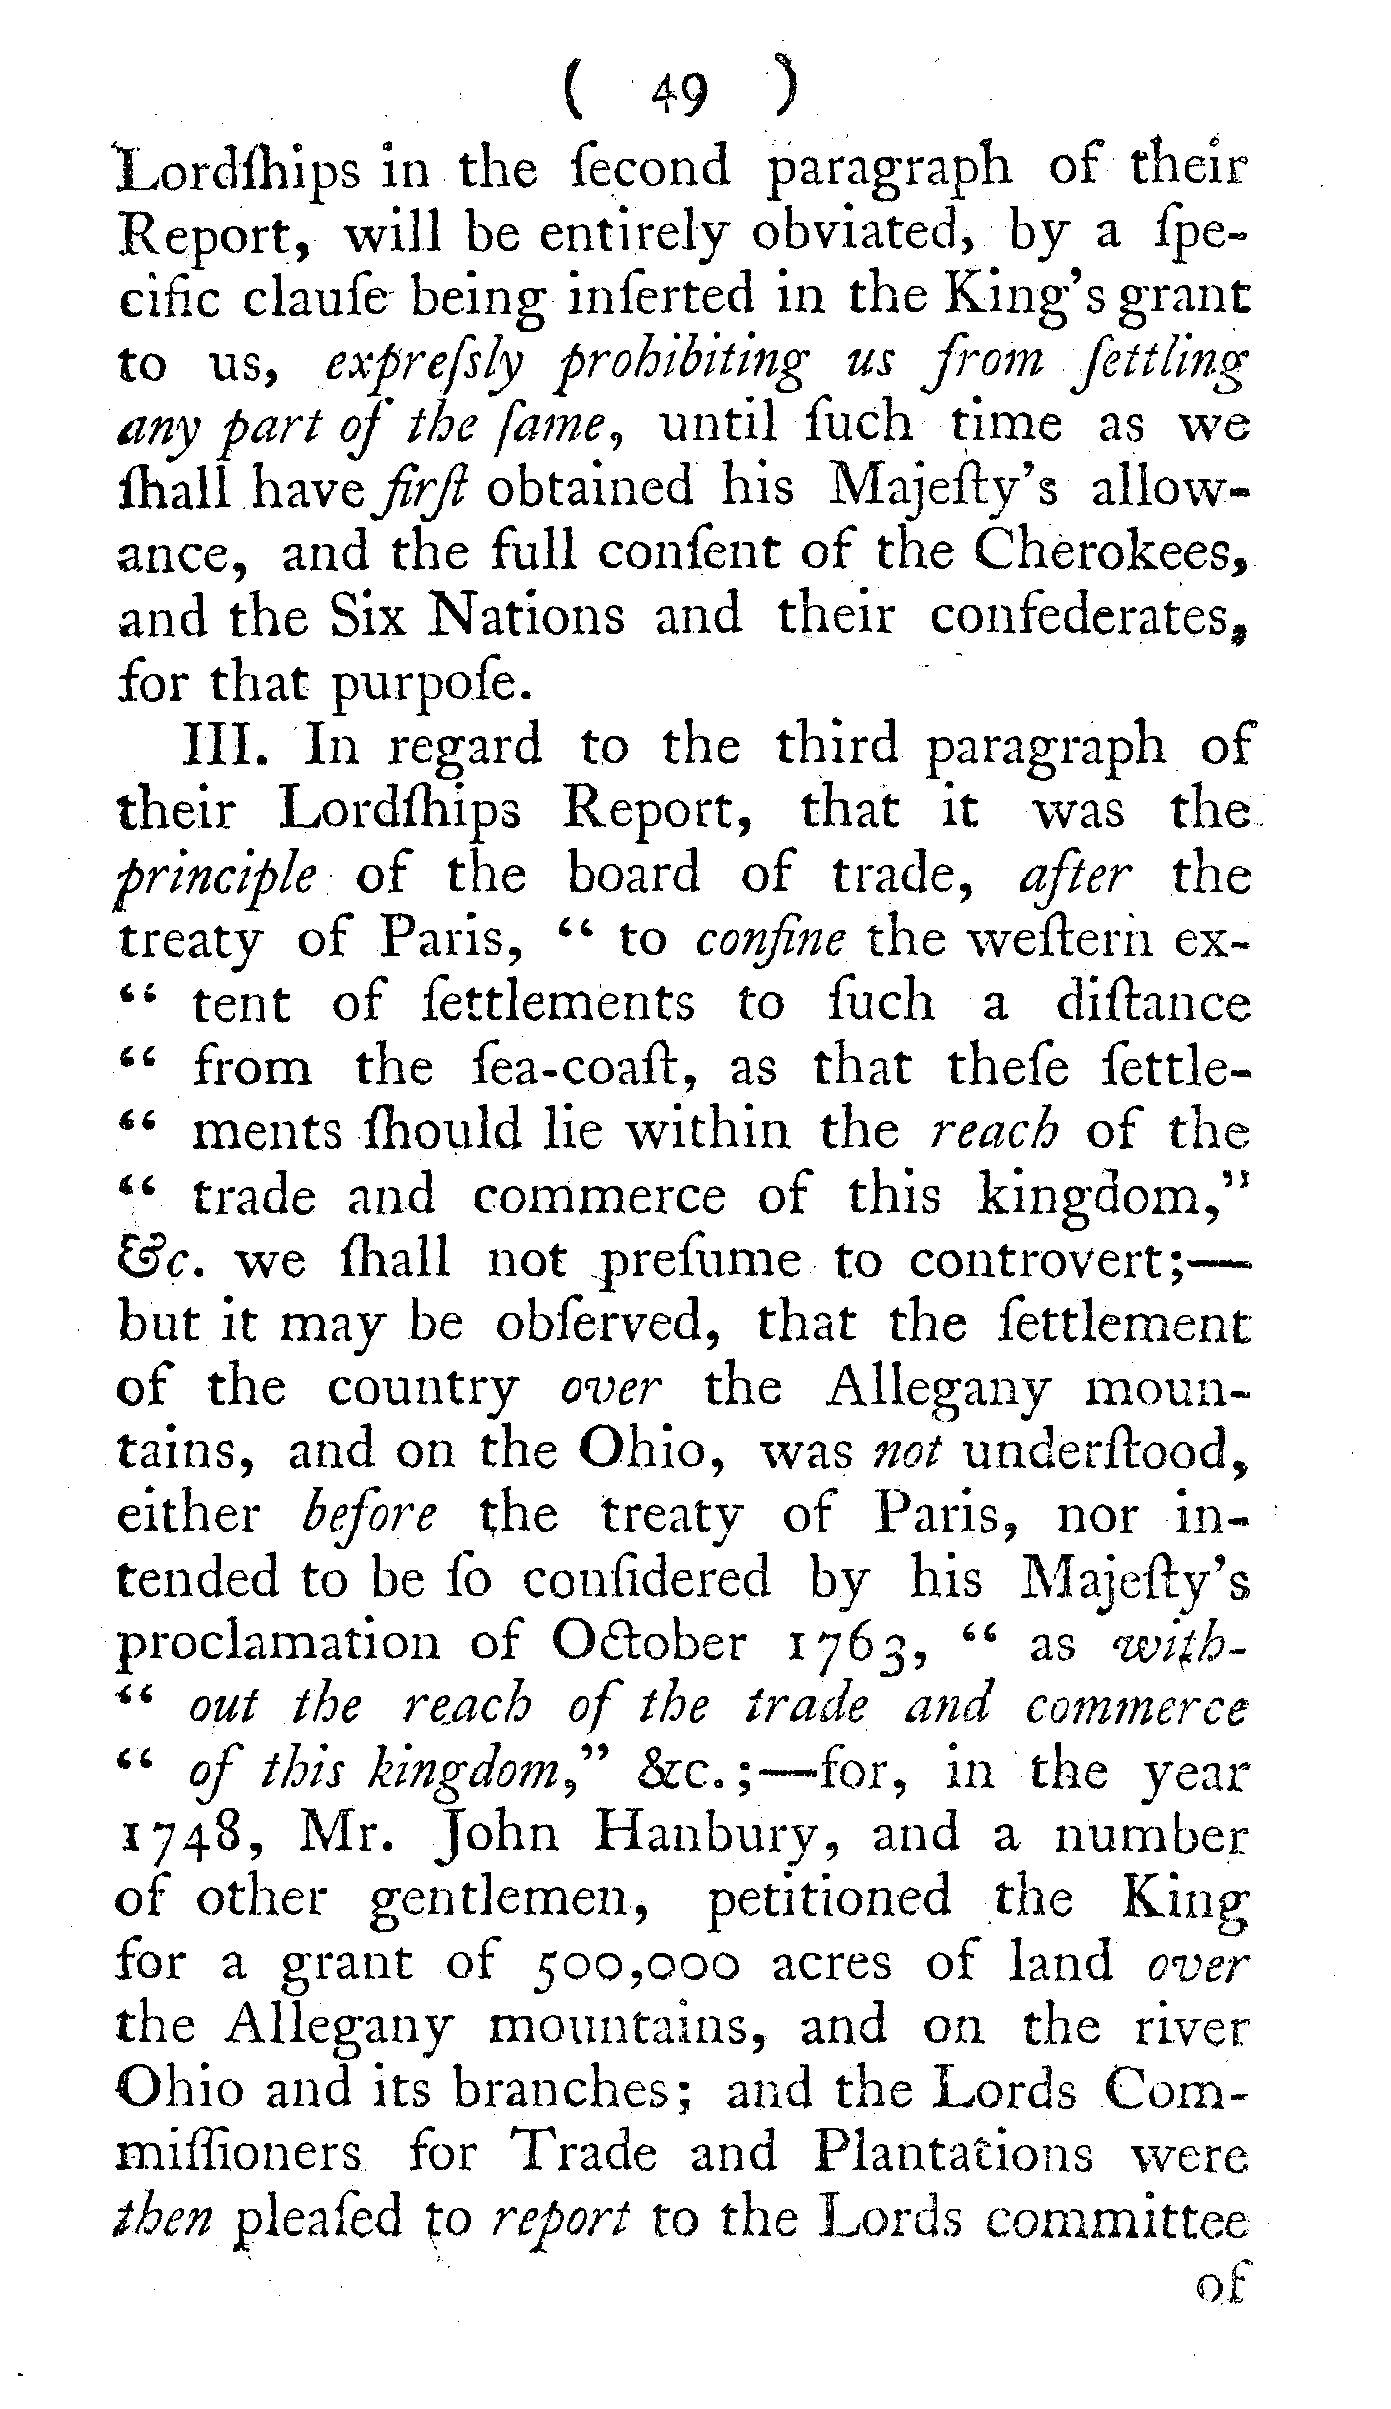 ( 49 )
Lordſhips in the ſecond paragraph of their
Report, will be entirely obviated, by a ſpe-
cific clauſe being inſerted in the King's grant
to us, expreſsly prohibiting us from ſettling
any part of the ſame, until ſuch time as we
ſhall have firſt obtained his Majeſty's allow-
ance, and the full conſent of the Cherokees,
and the Six Nations and their confederates,
for that purpoſe.
III. In regard to the third paragraph of
their Lordſhips Report, that it was the
principle of the board of trade, after the
treaty of Paris, “ to confine the weſtern ex-
“ tent of ſettlements to ſuch a diſtance
“ from the ſea-coaſt, as that theſe ſettle-
“ ments ſhould lie within the reach of the
“ trade and commerce of this kingdom,”
&c. we ſhall not preſume to controvert;—
but it may be obſerved, that the ſettlement
of the country over the Allegany moun-
tains, and on the Ohio, was not underſtood,
either before the treaty of Paris, nor in-
tended to be ſo conſidered by his Majeſty's
proclamation of October 1763, “ as with-
“ out the reach of the trade and commerce
“ of this kingdom,” &c.;—for, in the year
1748, Mr. John Hanbury, and a number
of other gentlemen, petitioned the King
for a grant of 500,000 acres of land over
the Allegany mountains, and on the river
Ohio and its branches; and the Lords Com-
miſſioners for Trade and Plantations were
then pleaſed to report to the Lords committee
of